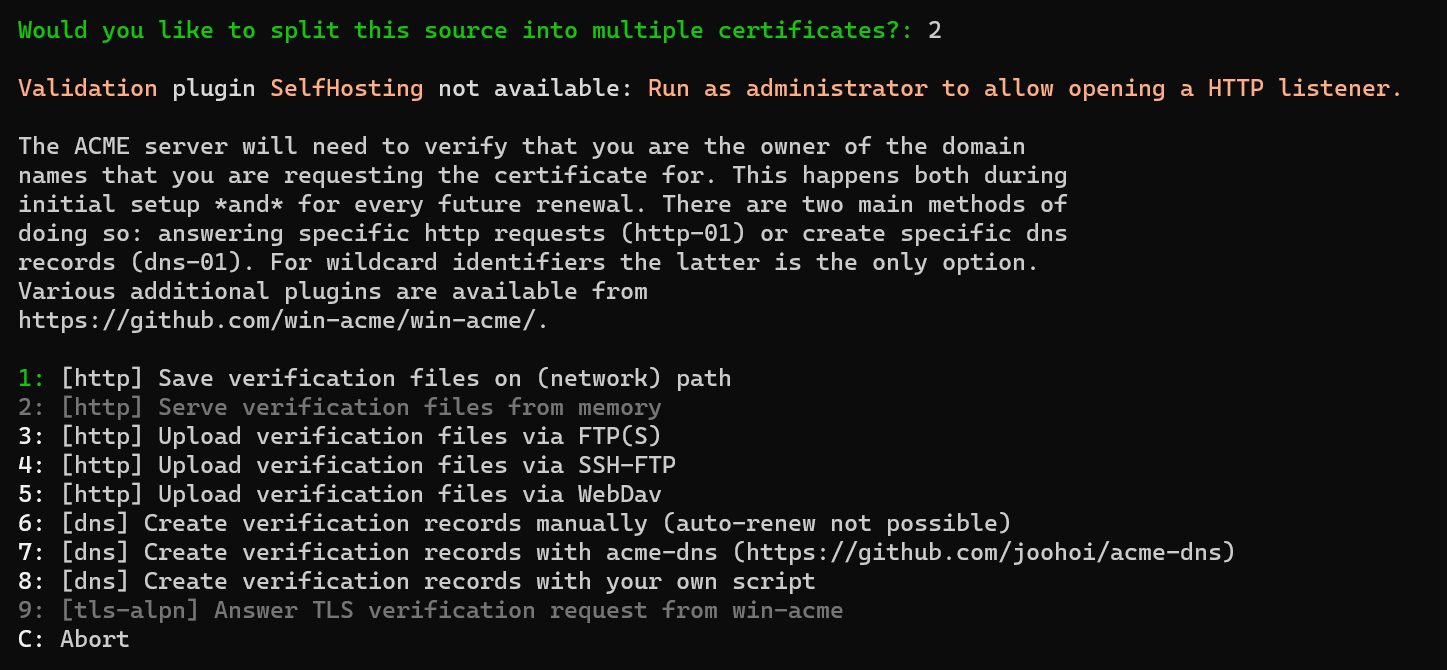 Would you like to split this source into multiple certificates?: 2
Validation plugin SelfHosting not available: Run as administrator to allow opening a HTTP listener.
The ACME server will need to verify that you are the owner of the domain
names that you are requesting the certificate for. This happens both during
initial setup *and* for every future renewal. There are two main methods of
doing so: answering specific http requests (http-01) or create specific dns
records (dns-01). For wildcard identifiers the latter is the only option.
Various additional plugins are available from
https://github.com/win-acme/win-acme/.
1: [http] Save verification files on (network) path
2: [http] Serve verification files from memory
3: [http] Upload verification files via FTP(S)
4: [http] Upload verification files via SSH-FTP
5: [http] Upload verification files via WebDav
6: [dns] Create verification records manually (auto-renew not possible)
7: [dns] Create verification records with acme-dns (https://github.com/joohoi/acme-dns)
8: [dns] Create verification records with your own script
9: [tls-alpn] Answer TLS verification request from win-acme
C: Abort